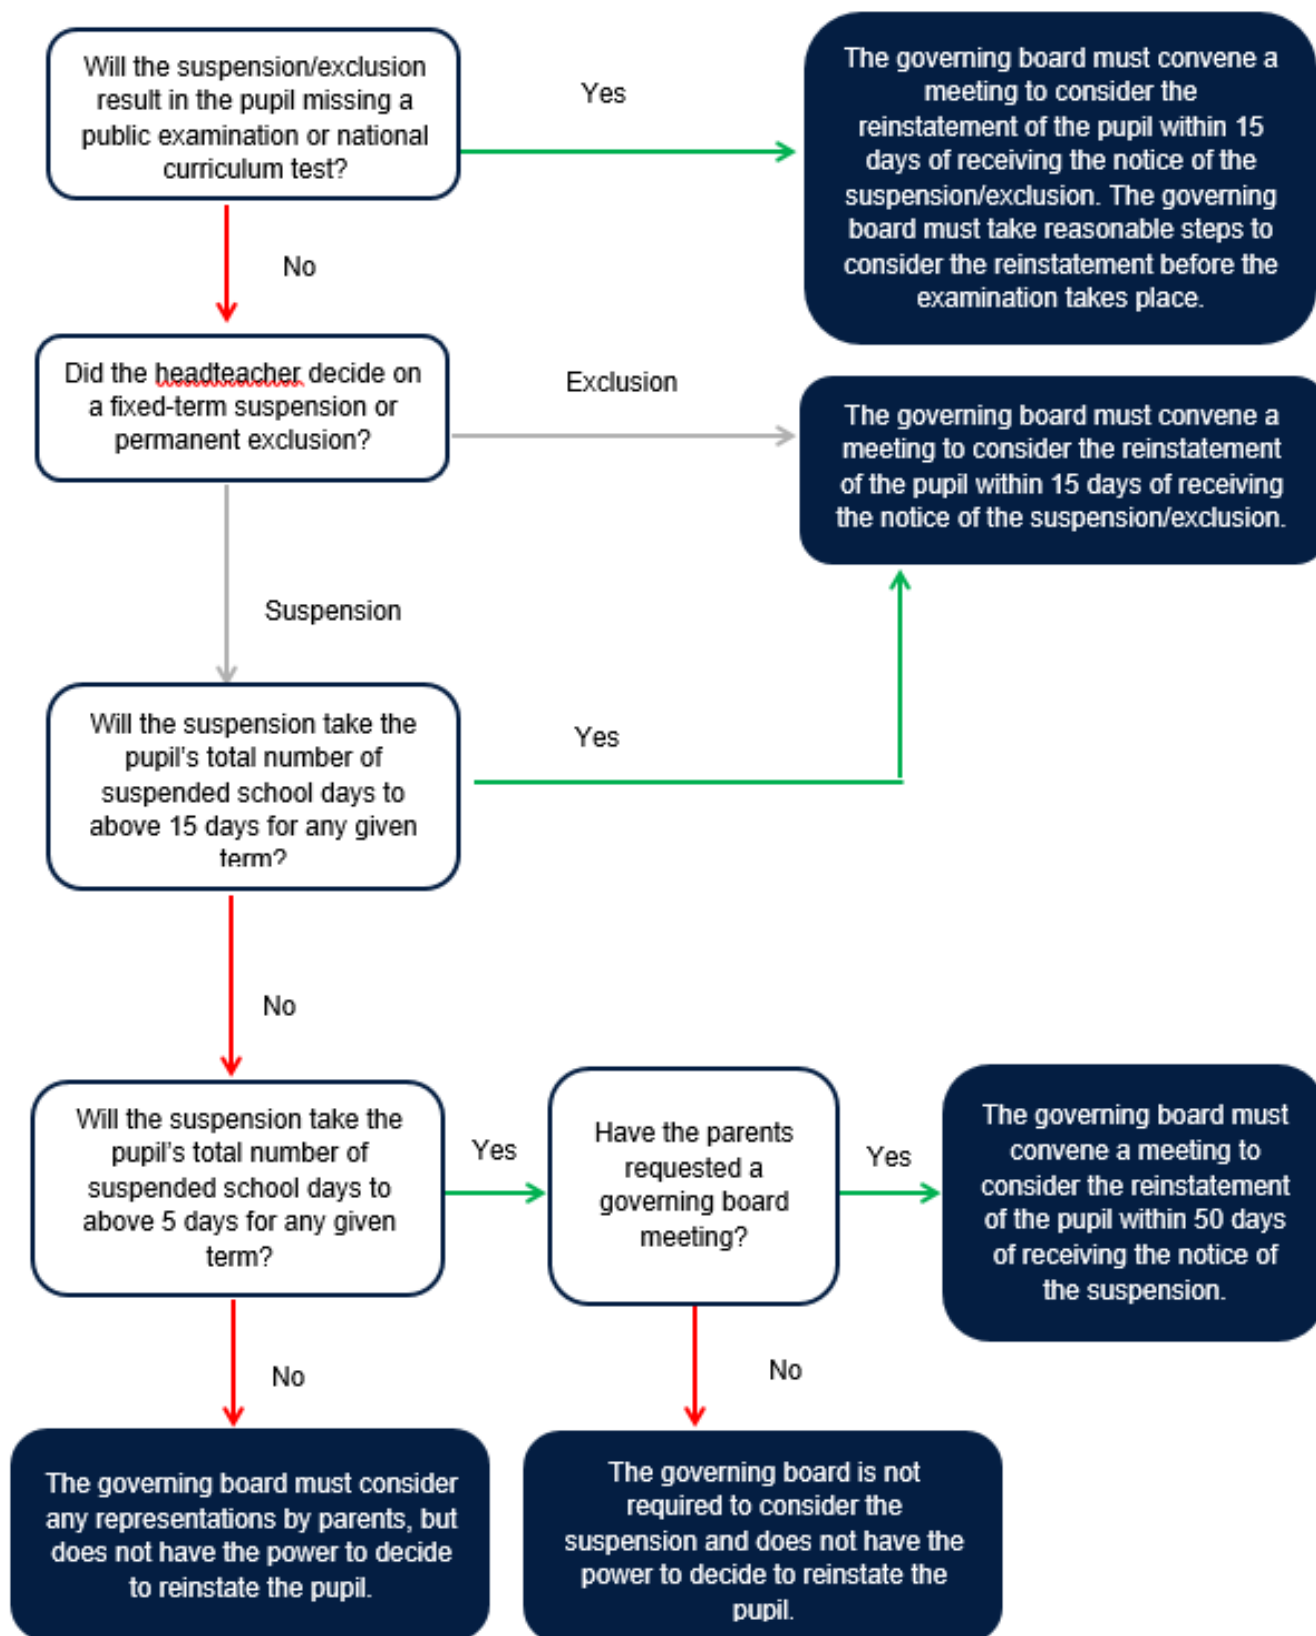 Will the suspension/exclusion
result in the pupil missing a
public examination or national
curriculum test?
Yes
The governing board must convene a
meeting to consider the
reinstatement of the pupil within 15
days of receiving the notice of the
suspension/exclusion. The governing
board must take reasonable steps to
consider the reinstatement before the
examination takes place.
No
Did the headteacher decide on
a fixed-term suspension or
permanent exclusion?
Exclusion
The governing board must convene a
meeting to consider the reinstatement
of the pupil within 15 days of receiving
the notice of the suspension/exclusion.
Suspension
Will the suspension take the
pupil's total number of
suspended school days to
above 15 days for any given
term?
Yes
No
Will the suspension take the
pupil's total number of
suspended school days to
above 5 days for any given
term?
Yes
Have the parents
requested a
governing board
meeting?
Yes
The governing board must
convene a meeting to
consider the reinstatement
of the pupil within 50 days
of receiving the notice of
the suspension.
No
No
The governing board must consider
any representations by parents, but
does not have the power to decide
to reinstate the pupil.
The governing board is not
required to consider the
suspension and does not have the
power to decide to reinstate the
pupil.